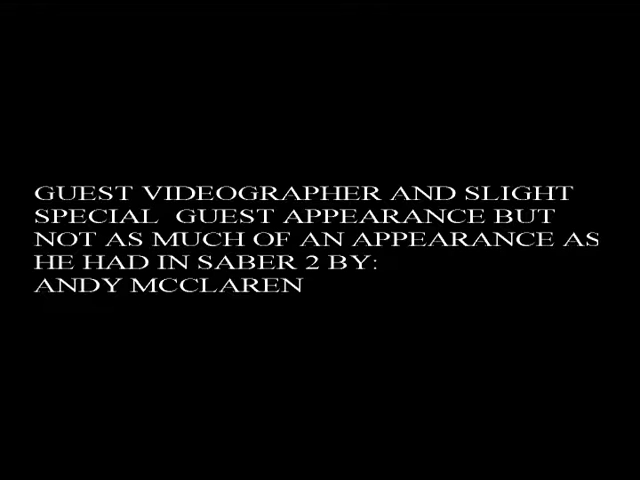 GUEST VIDEOGRAPHER AND SLIGHT
SPECIAL  GUEST APPEARANCE BUT
NOT AS MUCH OF AN APPEARANCE AS
HE HAD IN SABER 2 BY:
ANDY MCCLAREN